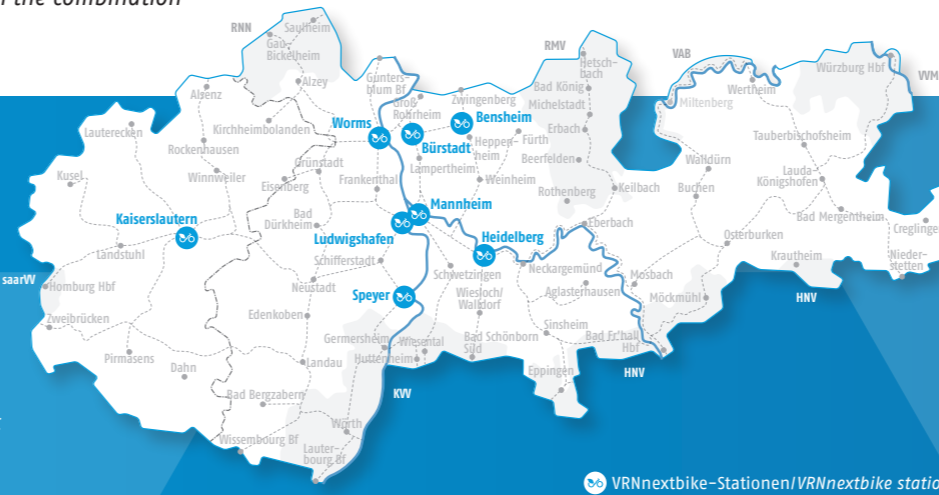 the combination
RNN
Saulheim
Gau-
Bickelheim
Alsenz
Alzey
Lauterecken
Kirchheimbolanden
Rockenhausen
Kusel
Winnweiler
Eisenberg
Grünstadt
Kaiserslautern
Landstuhl
Bad
Dürkheim
saarVV
Homburg Hbf
Zweibrücken
Pirmasens
Dahn
Gunters-
blum Bf
Groß
Rohrheim
Zwingenberg
Worms
Bensheim
Bürstadt
Heppen-
heim
Fürth
Lampertheim
Frankenthal
Weinheim
Mannheim
Ludwigshafen
Heidelberg
Schifferstadt
Neustadt
Speyer
Schwetzingen
Wiesloch/
Walldorf
Edenkoben
Germersheim
Huttenheim
Wiesental
Bad Schönborn
Süd
Landau
Bad Bergzabern
Wissembourg Bf
Wörth
Lauter-
bourg Bf
KVV
RMV
Hetsch-
bach
Bad König
Michelstadt
Erbach
Beerfelden
Rothenberg
Keilbach
Eberbach
Neckargemünd
Aglasterhausen
Sinsheim
Eppingen
Bad Fr'hall
Hbf
HNV
Mosbach
Möckmühl
Osterburken
VAB
Miltenberg
Wertheim
Würzburg Hbf
VVM
Tauberbischofsheim
Walldürn
Buchen
Lauda-
Königshofen
Bad Mergentheim
Creglingen
Krautheim
Nieder-
stetten
HNV
VRNnextbike-Stationen/VRNnextbike statio